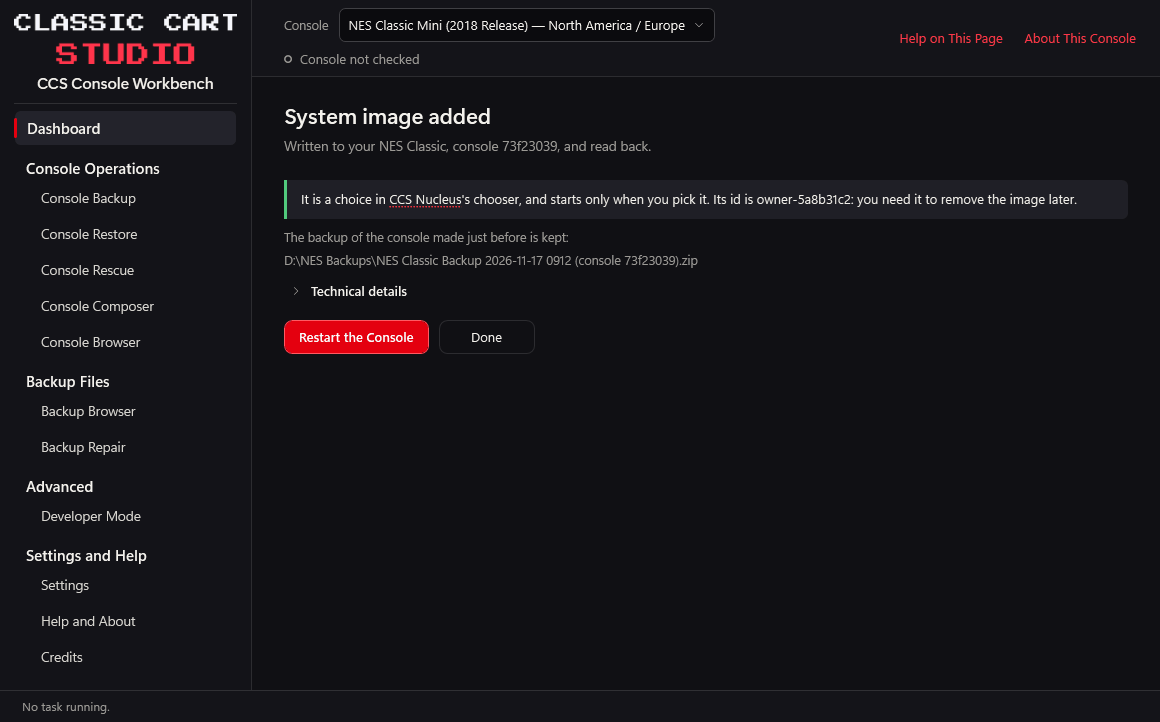 CLASSIC CART
STUDIO
CCS Console Workbench
Dashboard
Console Operations
Console Backup
Console Restore
Console Rescue
Console Composer
Console Browser
Backup Files
Backup Browser
Backup Repair
Advanced
Developer Mode
Settings and Help
Settings
Help and About
Credits
Console
NES Classic Mini (2018 Release) — North America / Europe
Console not checked
Help on This Page
About This Console
System image added
Written to your NES Classic, console 73f23039, and read back.
It is a choice in CCS Nucleus's chooser, and starts only when you pick it. Its id is owner-5a8b31c2: you need it to remove the image later.
The backup of the console made just before is kept:
D:\NES Backups\NES Classic Backup 2026-11-17 0912 (console 73f23039).zip
Technical details
Restart the Console
Done
No task running.